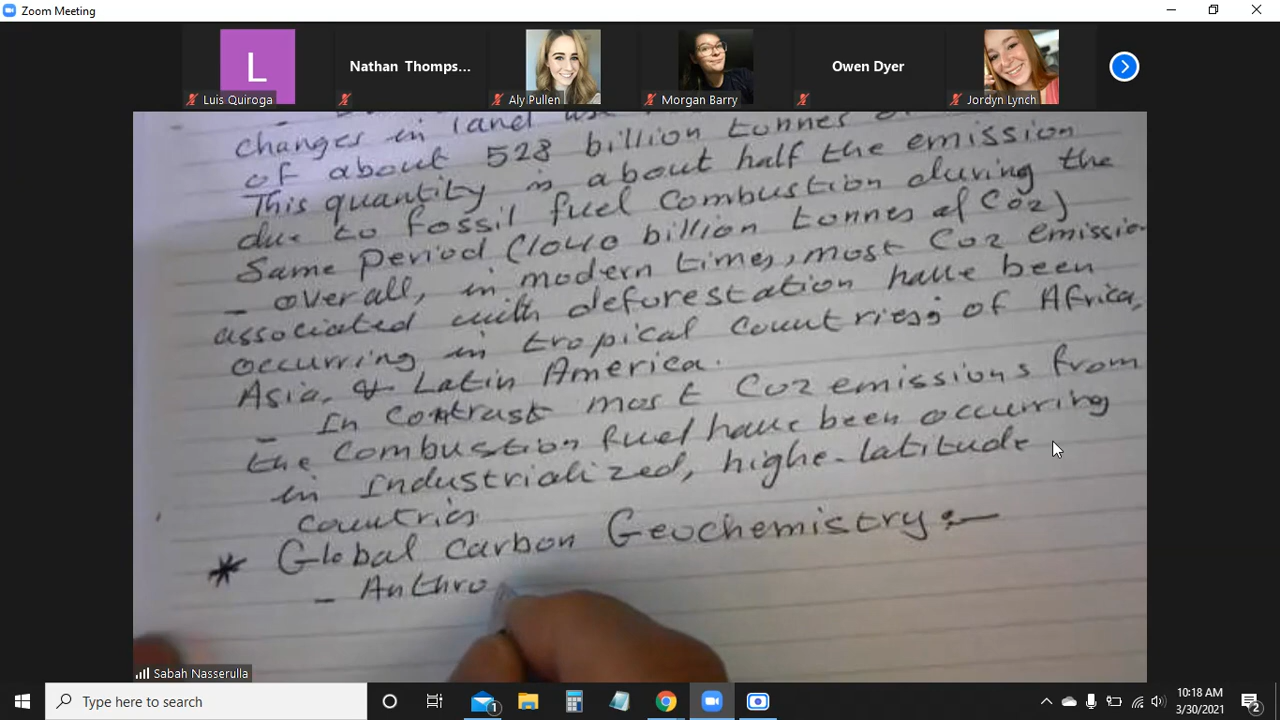 Zoom Meeting
L
Luis Quiroga
Nathan Thomps...
Aly Pullen
Morgan Barry
Owen Dyer
Jordyn Lynch
changes in land use
of about 528 billion tonnes
This quantity is about half the emission
due to fossil fuel Combustion during the
Same Period (1040 billion tonnes of Co2)
- overall, in modern times, most Co2 emissio
associated with deforestation have been
occurring in tropical countries; of Africa,
Asia, & Latin America.
- In contrast most Co2 emissions from
the Combustion fuel have been occurring
in Industrialized, highe-latitude
countries
* Global Carbon Geochemistry:-
- Anthro
Sabah Nasserulla
Type here to search
1
10:18 AM
3/30/2021
2